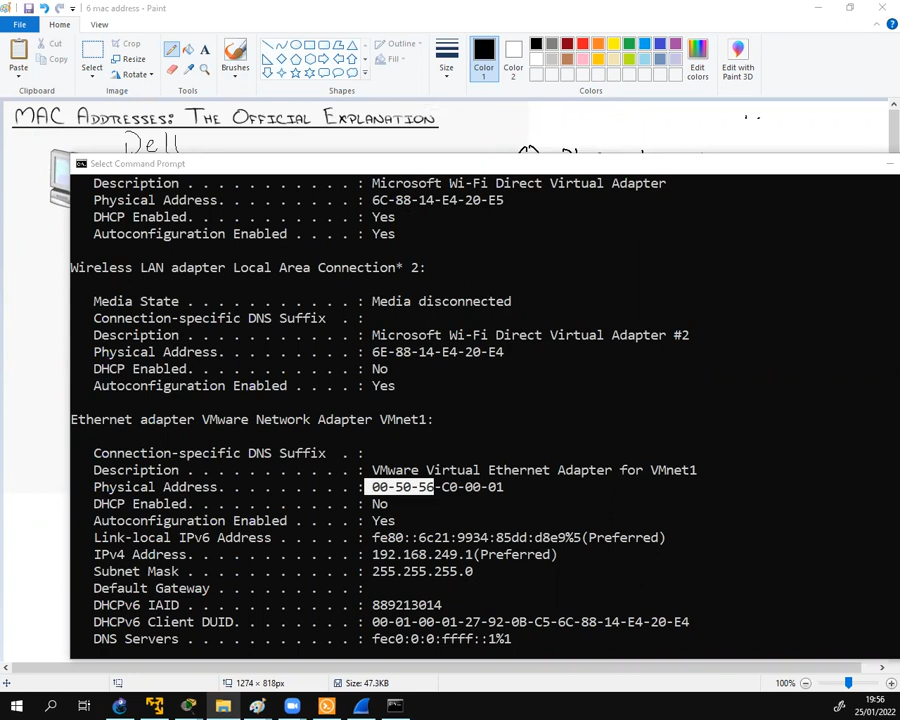 6 mac address - Paint
File Home View
Paste
Cut
Copy
Clipboard
Select
Crop
Resize
Rotate
Image
A
Tools
Brushes
Shapes
Outline
Fill
Size
Color 1
Color 2
Edit colors
Colors
Edit with Paint 3D
MAC ADDRESSES: THE OFFICIAL EXPLANATION
Dell
Select Command Prompt
Description . . . . . . . . . . . : Microsoft Wi-Fi Direct Virtual Adapter
Physical Address. . . . . . . . . : 6C-88-14-E4-20-E5
DHCP Enabled. . . . . . . . . . . : Yes
Autoconfiguration Enabled . . . . : Yes
Wireless LAN adapter Local Area Connection* 2:
Media State . . . . . . . . . . . : Media disconnected
Connection-specific DNS Suffix  . :
Description . . . . . . . . . . . : Microsoft Wi-Fi Direct Virtual Adapter #2
Physical Address. . . . . . . . . : 6E-88-14-E4-20-E4
DHCP Enabled. . . . . . . . . . . : No
Autoconfiguration Enabled . . . . : Yes
Ethernet adapter VMware Network Adapter VMnet1:
Connection-specific DNS Suffix  . :
Description . . . . . . . . . . . : VMware Virtual Ethernet Adapter for VMnet1
Physical Address. . . . . . . . . : 00-50-56-C0-00-01
DHCP Enabled. . . . . . . . . . . : No
Autoconfiguration Enabled . . . . : Yes
Link-local IPv6 Address . . . . . : fe80::6c21:9934:85dd:d8e9%5(Preferred)
IPv4 Address. . . . . . . . . . . : 192.168.249.1(Preferred)
Subnet Mask . . . . . . . . . . . : 255.255.255.0
Default Gateway . . . . . . . . . :
DHCPv6 IAID . . . . . . . . . . . : 889213014
DHCPv6 Client DUID. . . . . . . . : 00-01-00-01-27-92-0B-C5-6C-88-14-E4-20-E4
DNS Servers . . . . . . . . . . . : fec0:0:0:ffff::1%1
1274 × 818px
Size: 47.3KB
100%
19:56
25/01/2022